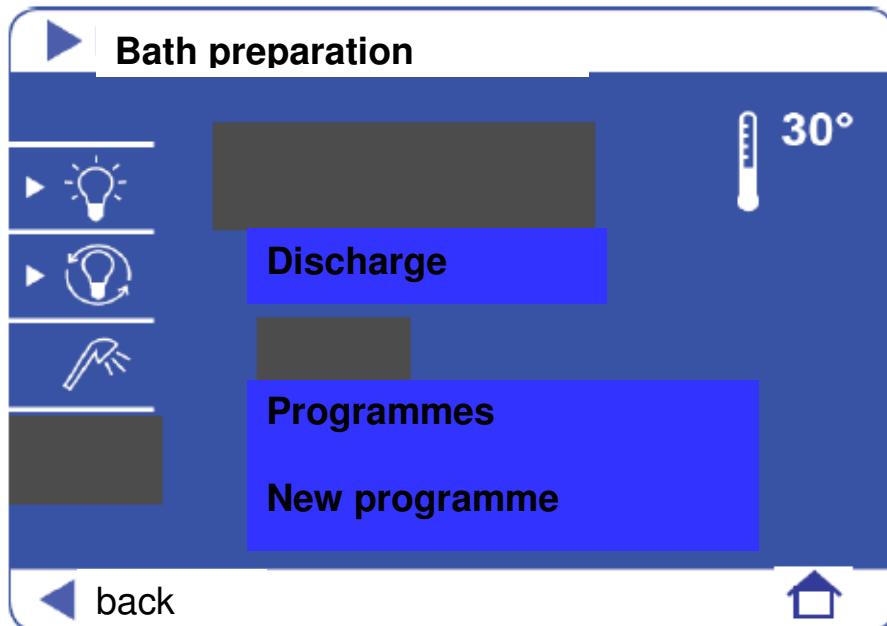 Bath preparation
30°
Discharge
Programmes
New programme
back